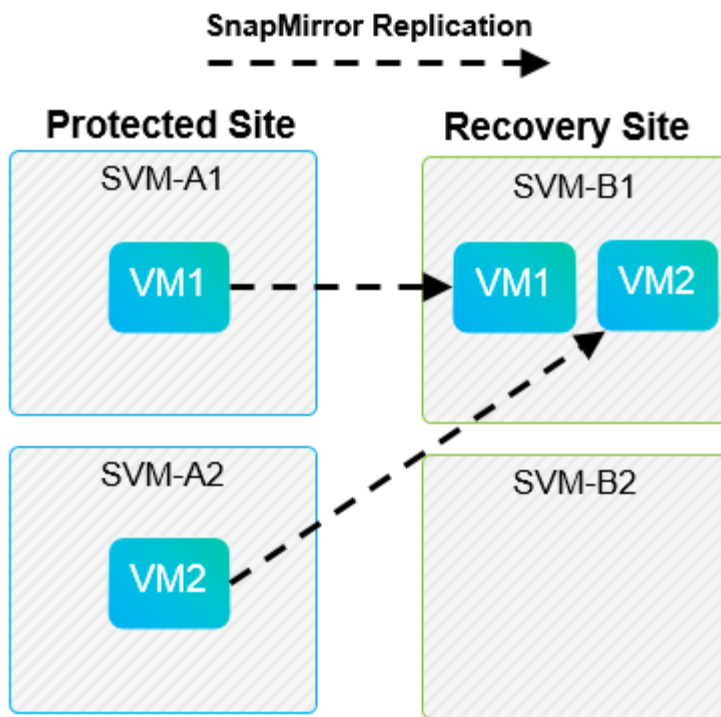 SnapMirror Replication
Protected Site
Recovery Site
SVM-A1
SVM-B1
VM1
VM1
VM2
SVM-A2
SVM-B2
VM2